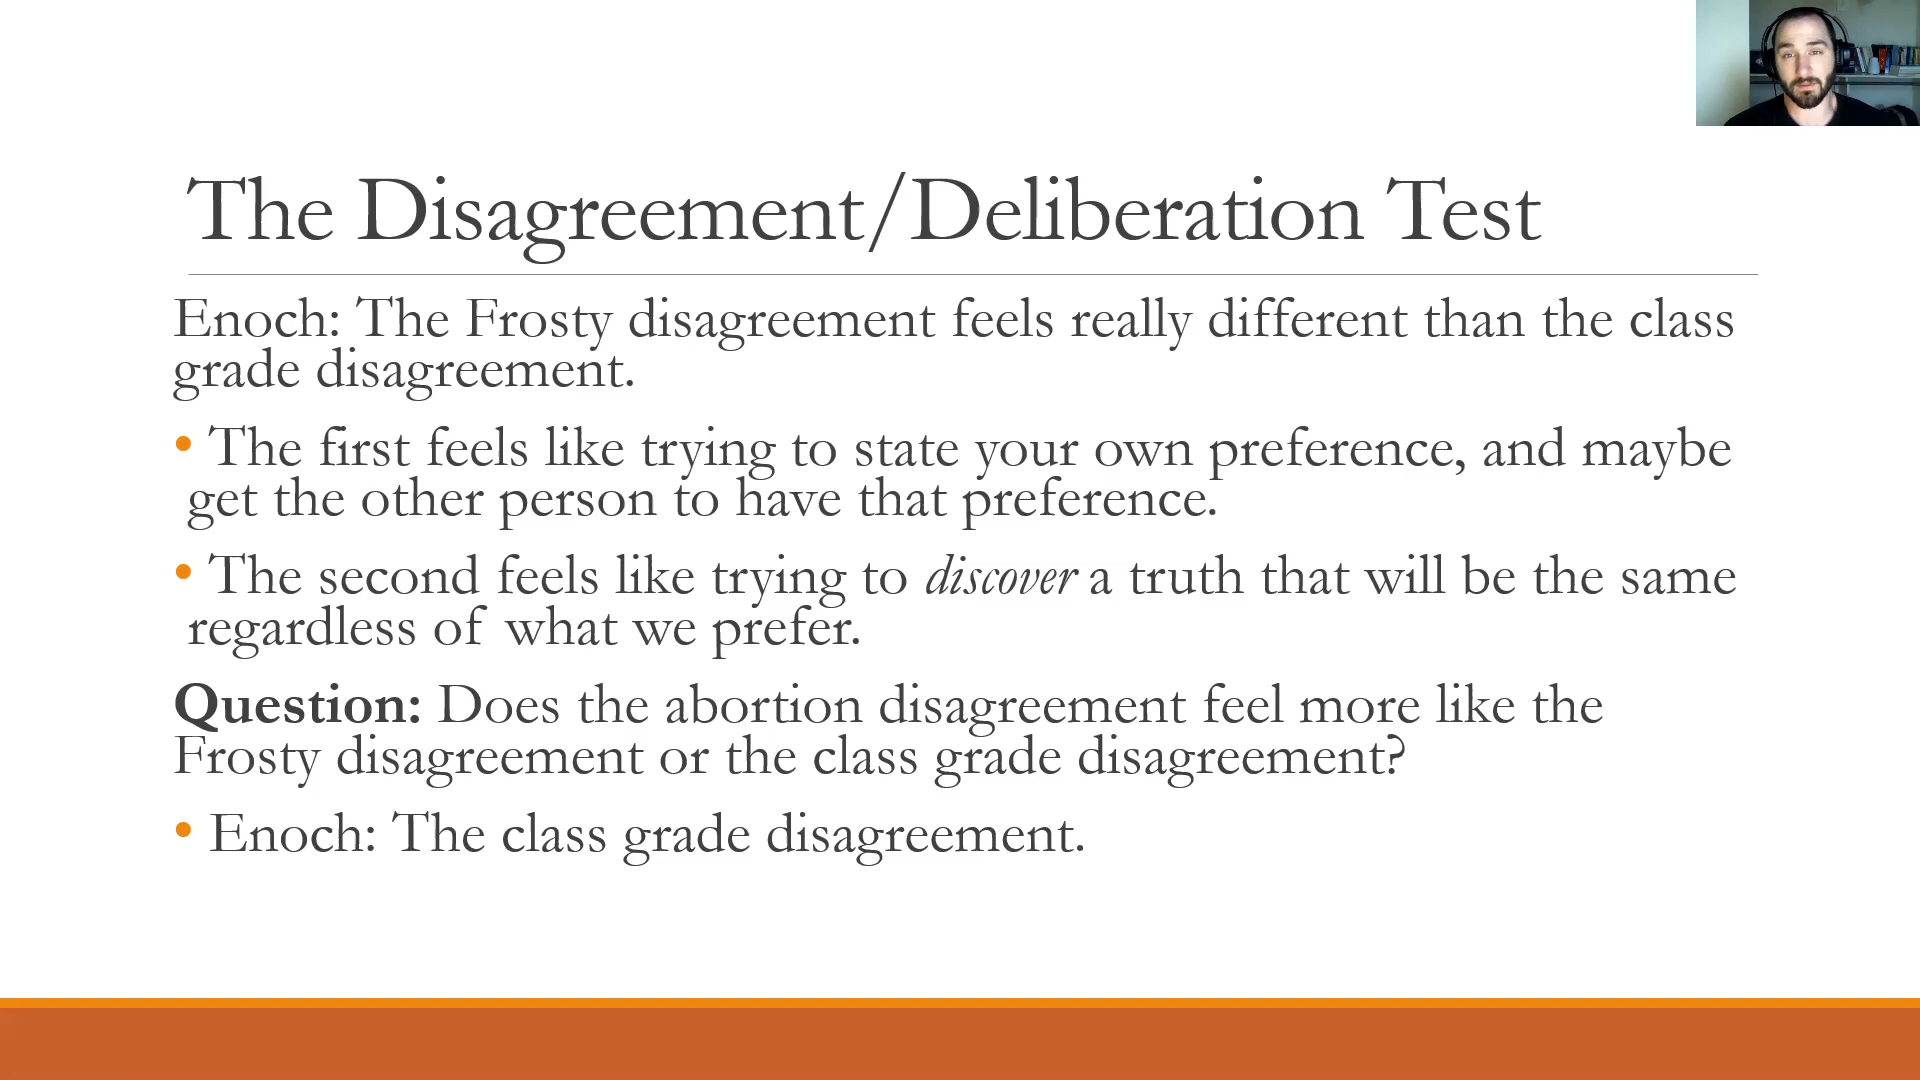 The Disagreement/Deliberation Test
Enoch: The Frosty disagreement feels really different than the class
grade disagreement.
• The first feels like trying to state your own preference, and maybe
get the other person to have that preference.
• The second feels like trying to discover a truth that will be the same
regardless of what we prefer.
Question: Does the abortion disagreement feel more like the
Frosty disagreement or the class grade disagreement?
• Enoch: The class grade disagreement.